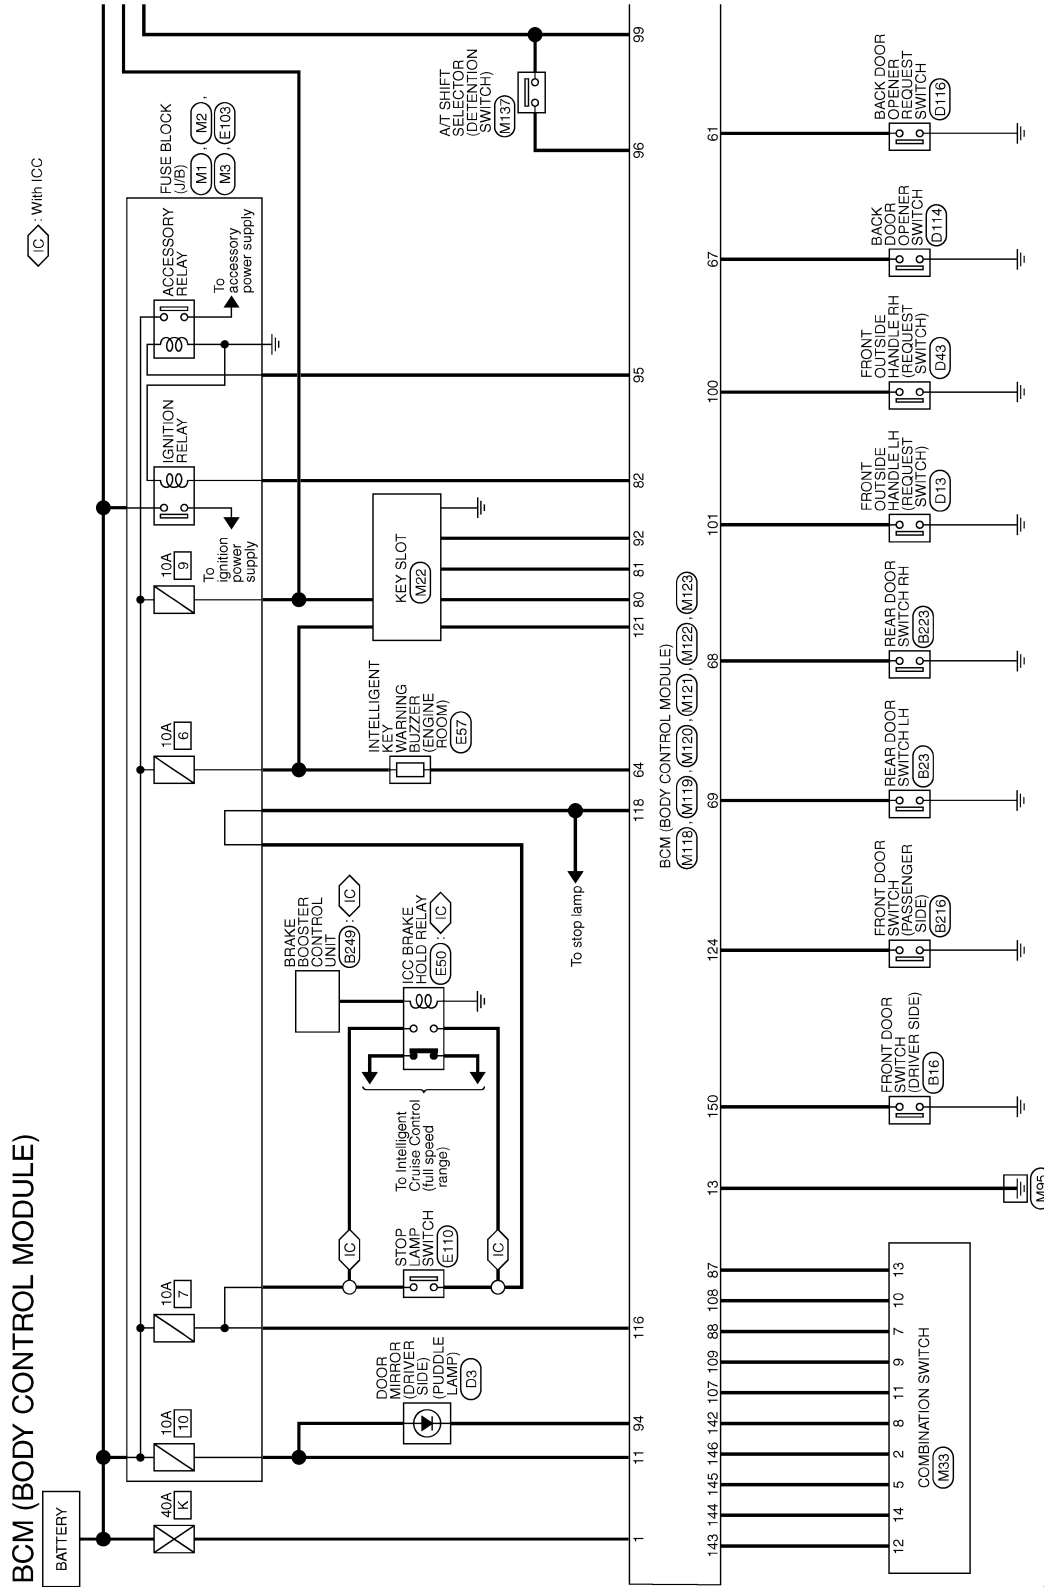 BCM (BODY CONTROL MODULE)
IC : With ICC
BATTERY
40A
K
10A
10
10A
7
10A
6
10A
9
To
ignition
power
supply
IGNITION
RELAY
ACCESSORY
RELAY
To
accessory
power supply
FUSE BLOCK
(J/B)
M1 , M2 ,
M3 , E103
DOOR
MIRROR
(DRIVER
SIDE)
(PUDDLE
LAMP)
D3
STOP
LAMP
SWITCH
E110
IC
IC
To Intelligent
Cruise Control
(full speed
range)
BRAKE
BOOSTER
CONTROL
UNIT
B249 : IC
ICC BRAKE
HOLD RELAY
E50 : IC
To stop lamp
INTELLIGENT
KEY
WARNING
BUZZER
(ENGINE
ROOM)
E57
KEY SLOT
M22
A/T SHIFT
SELECTOR
(DETENTION
SWITCH)
M137
1
11
94
116
118
64
121
80
81
92
82
95
96
99
BCM (BODY CONTROL MODULE)
M118 , M119 , M120 , M121 , M122 , M123
143
144
145
146
142
107
109
88
108
87
13
150
124
69
68
101
100
67
61
12
14
5
2
8
11
9
7
10
13
COMBINATION SWITCH
M33
M95
FRONT DOOR
SWITCH
(DRIVER SIDE)
B16
FRONT DOOR
SWITCH
(PASSENGER
SIDE)
B216
REAR DOOR
SWITCH LH
B23
REAR DOOR
SWITCH RH
B223
FRONT
OUTSIDE
HANDLE LH
(REQUEST
SWITCH)
D13
FRONT
OUTSIDE
HANDLE RH
(REQUEST
SWITCH)
D43
BACK
DOOR
OPENER
SWITCH
D114
BACK DOOR
OPENER
REQUEST
SWITCH
D116